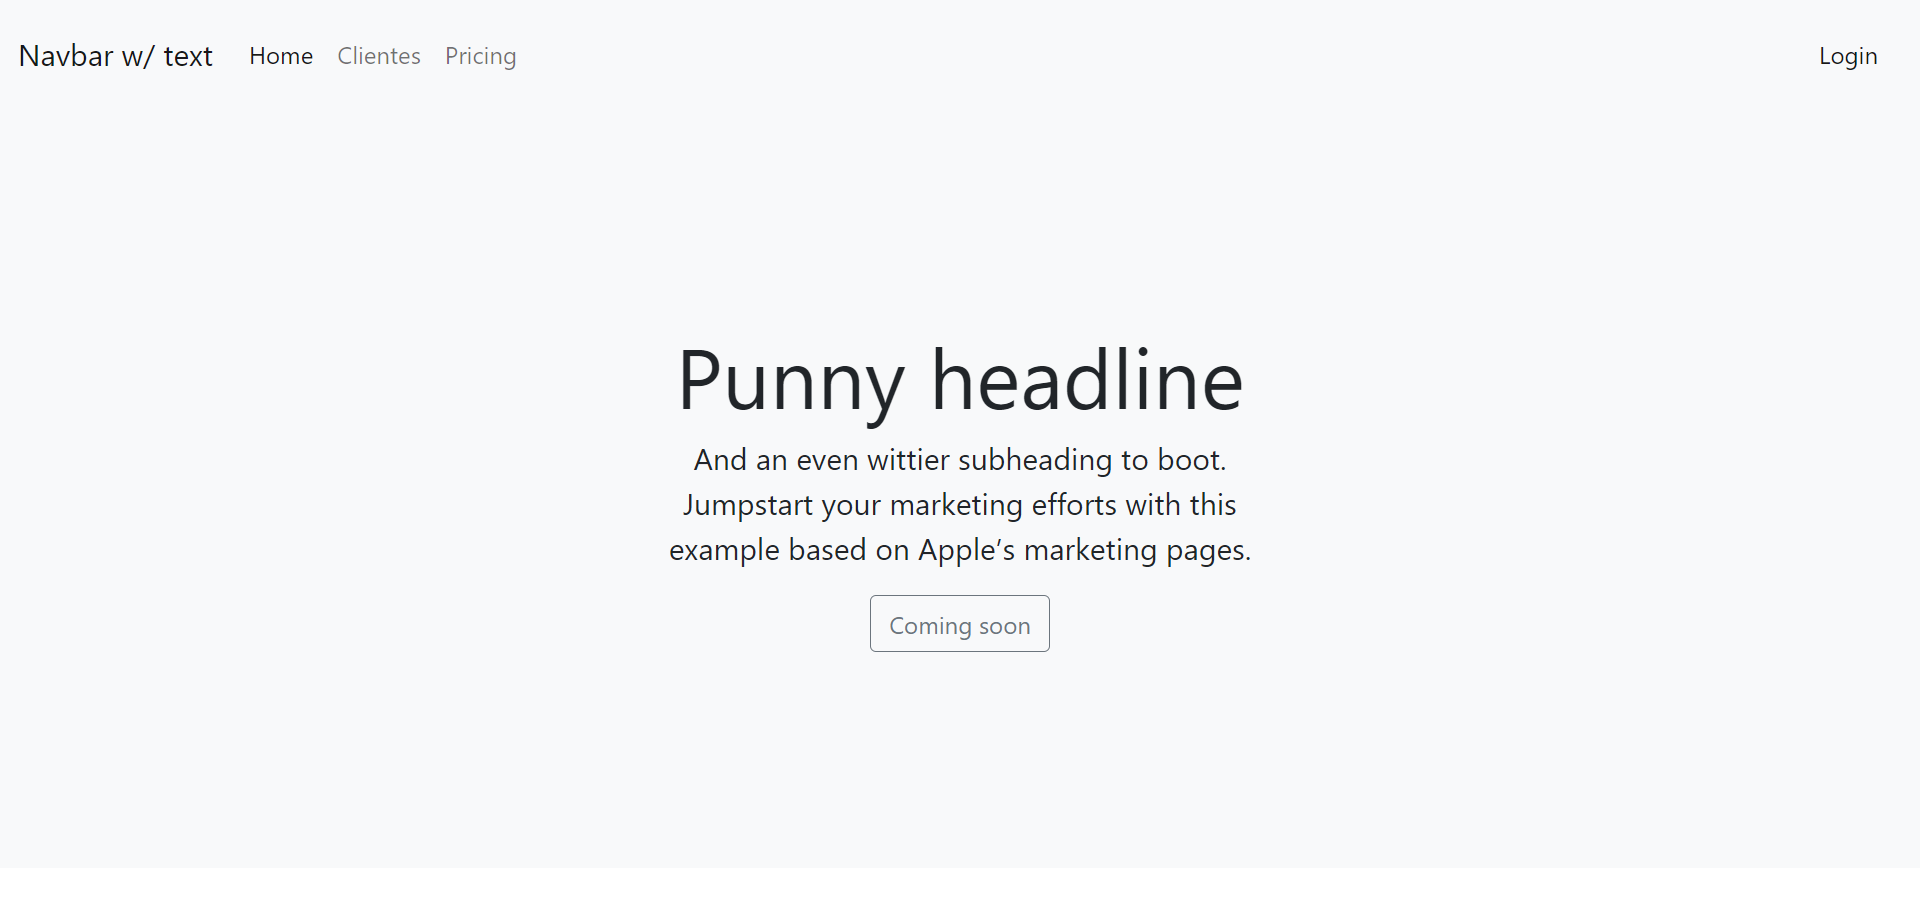 Navbar w/ text Home Clientes Pricing Login
Punny headline
And an even wittier subheading to boot.
Jumpstart your marketing efforts with this
example based on Apple’s marketing pages.
Coming soon